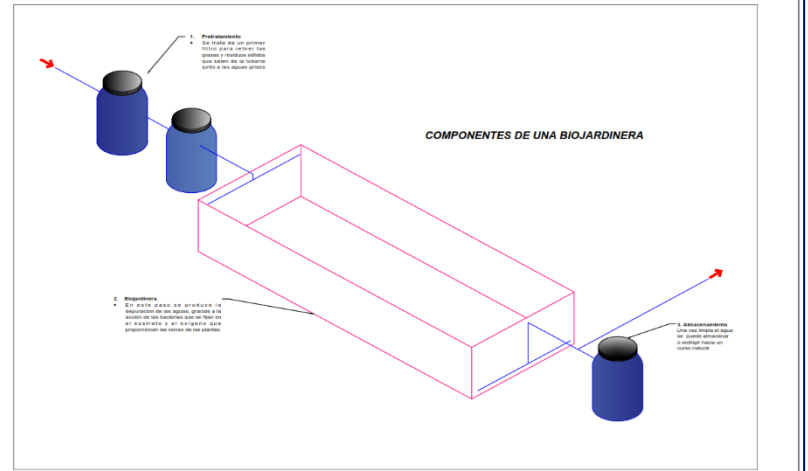 1. Pretratamiento
• Se trata de un primer
filtro para retener las
grasas y residuos sólidos
que salen de la tubería
junto a las aguas grises
COMPONENTES DE UNA BIOJARDINERA
2. Biojardinera.
• En este paso se produce la
depuración de las aguas, gracias a la
acción de las bacterias que se fijan en
el sustrato y al oxígeno que
proporcionan las raíces de las plantas.
3. Almacenamiento
Una vez limpia el agua
se puede almacenar
o redirigir hacia un
curso natural